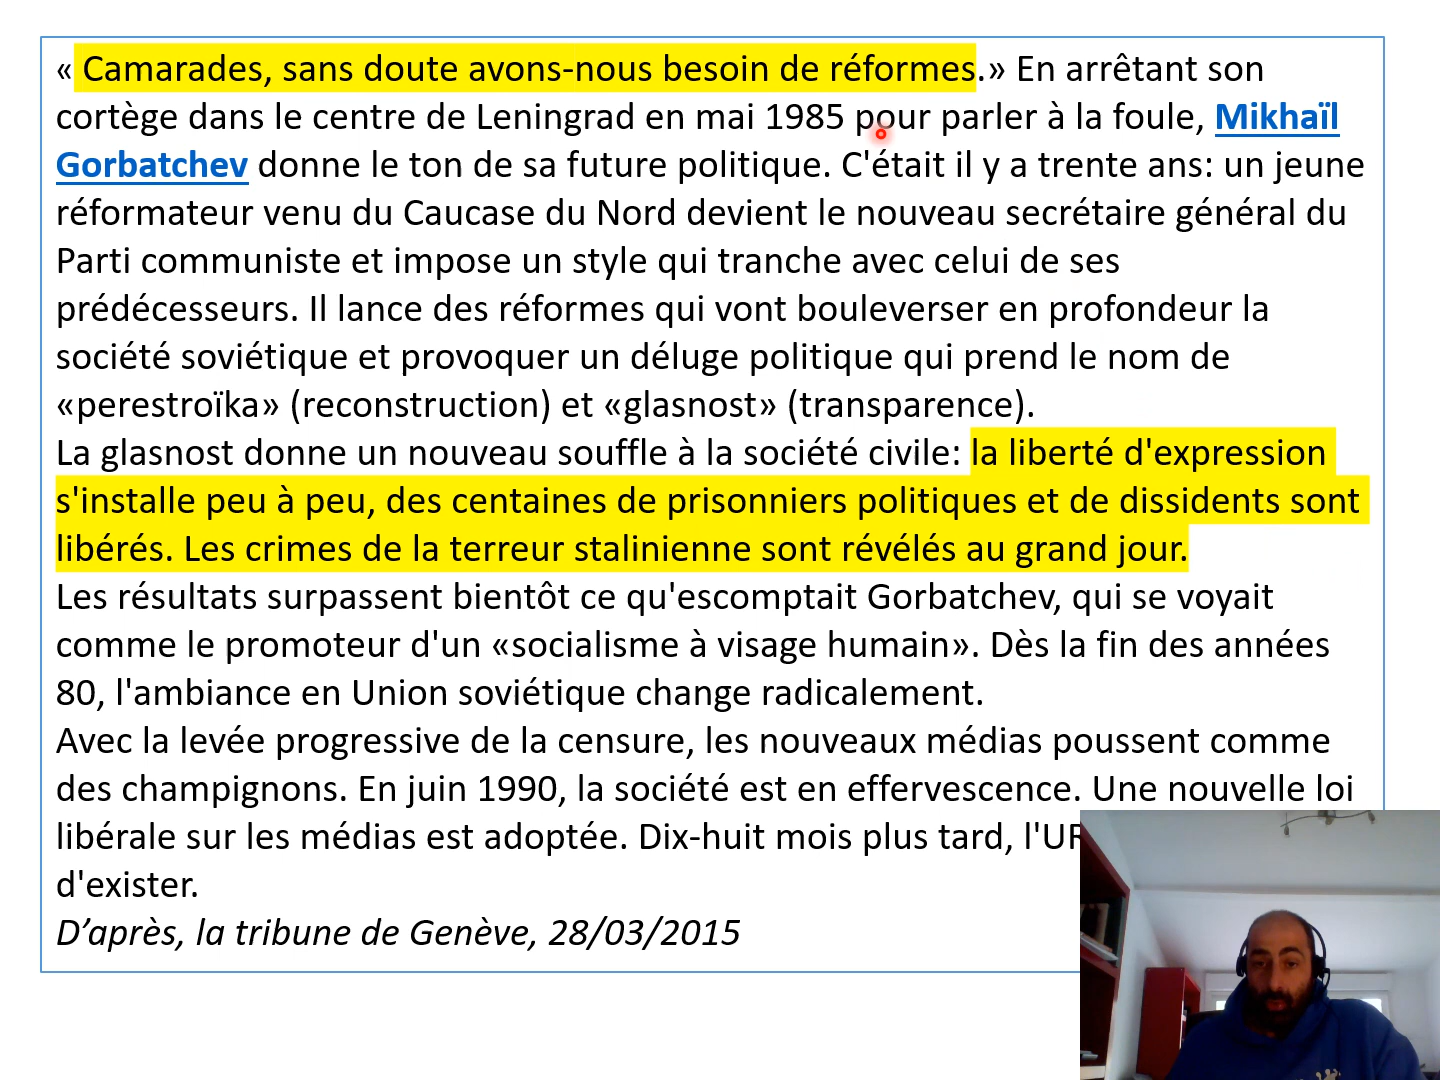 « Camarades, sans doute avons-nous besoin de réformes.» En arrêtant son
cortège dans le centre de Leningrad en mai 1985 pour parler à la foule, Mikhaïl
Gorbatchev donne le ton de sa future politique. C'était il y a trente ans: un jeune
réformateur venu du Caucase du Nord devient le nouveau secrétaire général du
Parti communiste et impose un style qui tranche avec celui de ses
prédécesseurs. Il lance des réformes qui vont bouleverser en profondeur la
société soviétique et provoquer un déluge politique qui prend le nom de
«perestroïka» (reconstruction) et «glasnost» (transparence).
La glasnost donne un nouveau souffle à la société civile: la liberté d'expression
s'installe peu à peu, des centaines de prisonniers politiques et de dissidents sont
libérés. Les crimes de la terreur stalinienne sont révélés au grand jour.
Les résultats surpassent bientôt ce qu'escomptait Gorbatchev, qui se voyait
comme le promoteur d'un «socialisme à visage humain». Dès la fin des années
80, l'ambiance en Union soviétique change radicalement.
Avec la levée progressive de la censure, les nouveaux médias poussent comme
des champignons. En juin 1990, la société est en effervescence. Une nouvelle loi
libérale sur les médias est adoptée. Dix-huit mois plus tard,
d'exister.
D’après, la tribune de Genève, 28/03/2015